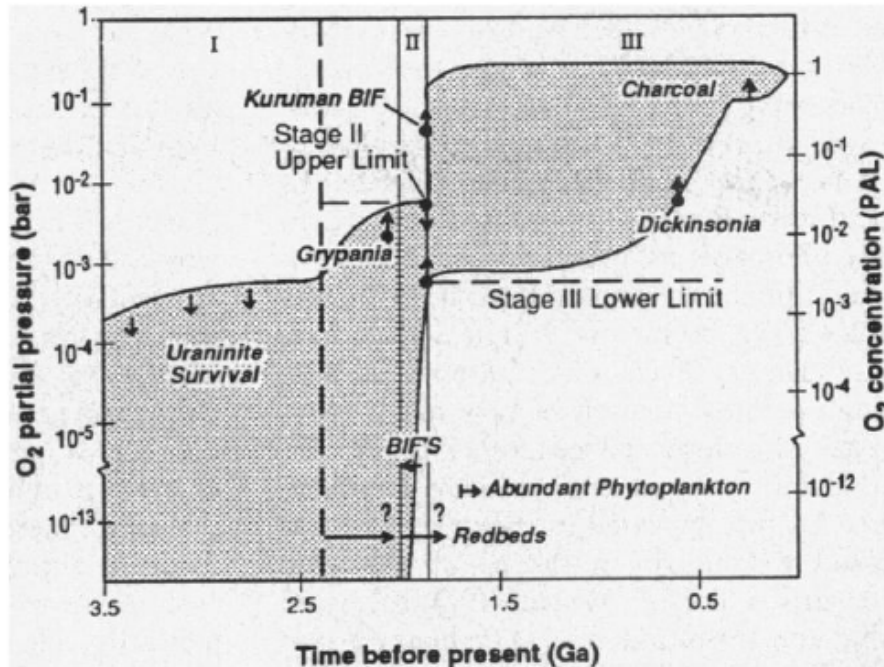 I
II
III
1
10⁻¹
10⁻²
10⁻³
10⁻⁴
10⁻⁵
10⁻¹³
O₂ partial pressure (bar)
Kuruman BIF
Stage II
Upper Limit
Grypania
Uraninite
Survival
BIF'S
Charcoal
Dickinsonia
Stage III Lower Limit
Abundant Phytoplankton
? ?
Redbeds
1
10⁻¹
10⁻²
10⁻³
10⁻⁴
10⁻¹²
O₂ concentration (PAL)
3.5 2.5 1.5 0.5
Time before present (Ga)